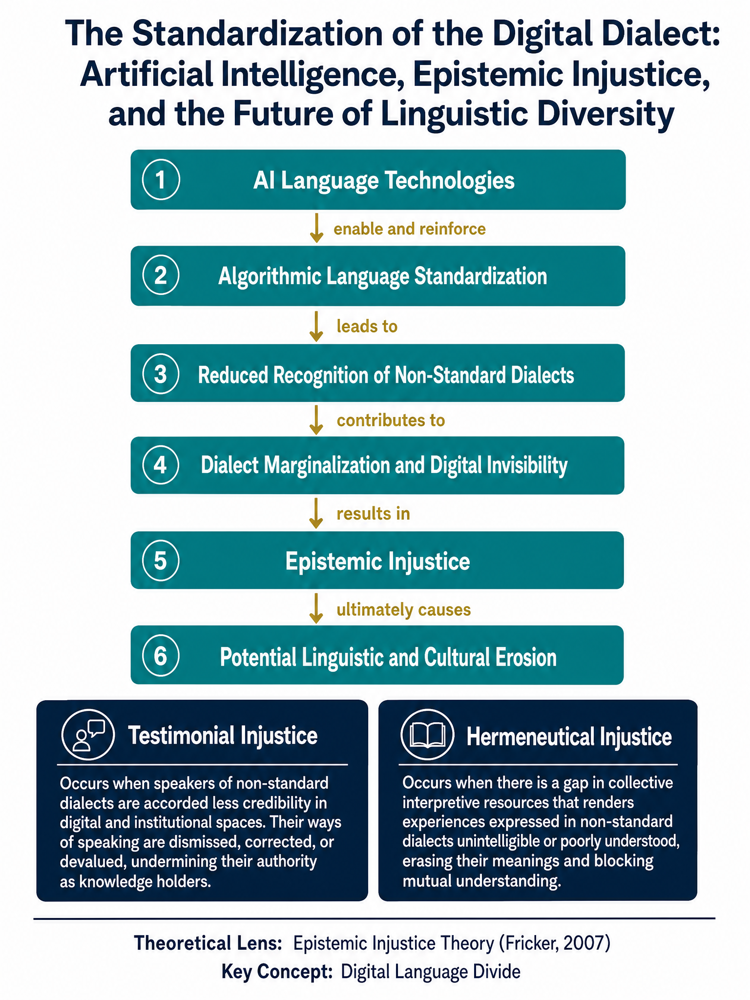 The Standardization of the Digital Dialect:
Artificial Intelligence, Epistemic Injustice,
and the Future of Linguistic Diversity
1
AI Language Technologies
enable and reinforce
2
Algorithmic Language Standardization
leads to
3
Reduced Recognition of Non-Standard Dialects
contributes to
4
Dialect Marginalization and Digital Invisibility
results in
5
Epistemic Injustice
ultimately causes
6
Potential Linguistic and Cultural Erosion
Testimonial Injustice
Occurs when speakers of non-standard
dialects are accorded less credibility in
digital and institutional spaces. Their ways
of speaking are dismissed, corrected, or
devalued, undermining their authority
as knowledge holders.
Hermeneutical Injustice
Occurs when there is a gap in collective
interpretive resources that renders
experiences expressed in non-standard
dialects unintelligible or poorly understood,
erasing their meanings and blocking
mutual understanding.
Theoretical Lens: Epistemic Injustice Theory (Fricker, 2007)
Key Concept: Digital Language Divide